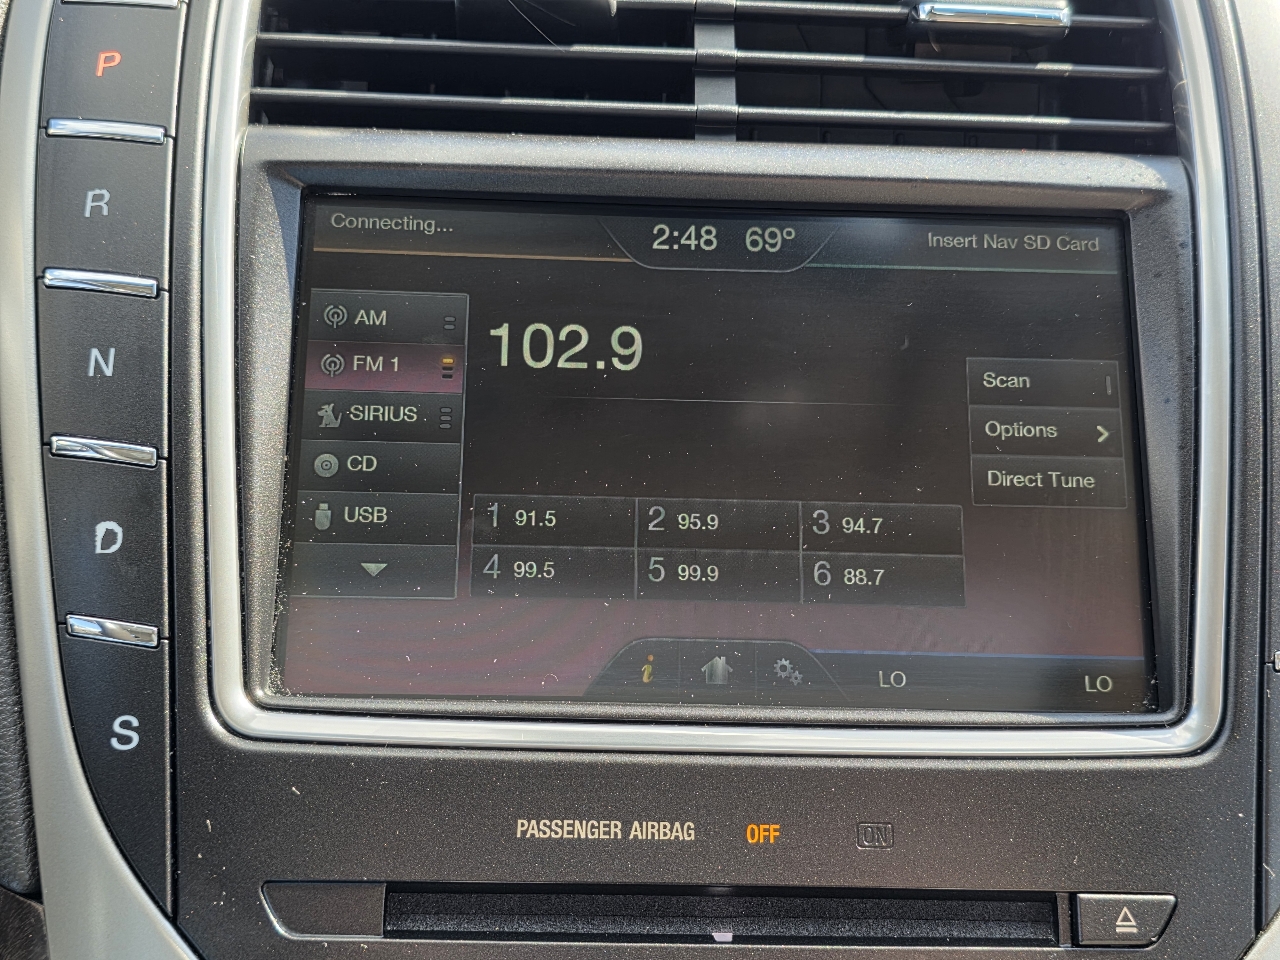 P
R
N
D
S
Connecting...
2:48 69°
Insert Nav SD Card
AM
FM 1
SIRIUS
CD
USB
102.9
Scan
Options
Direct Tune
1 91.5
2 95.9
3 94.7
4 99.5
5 99.9
6 88.7
i
LO
LO
PASSENGER AIRBAG OFF ON